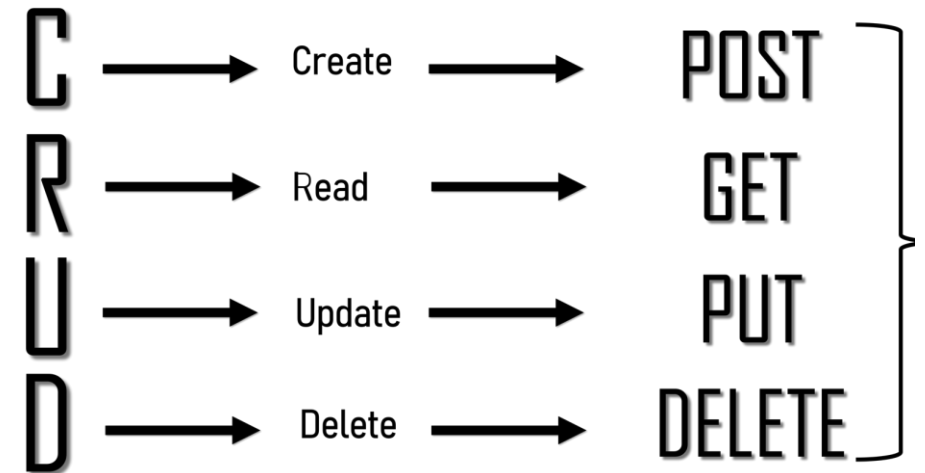 C Create POST
R Read GET
U Update PUT
D Delete DELETE